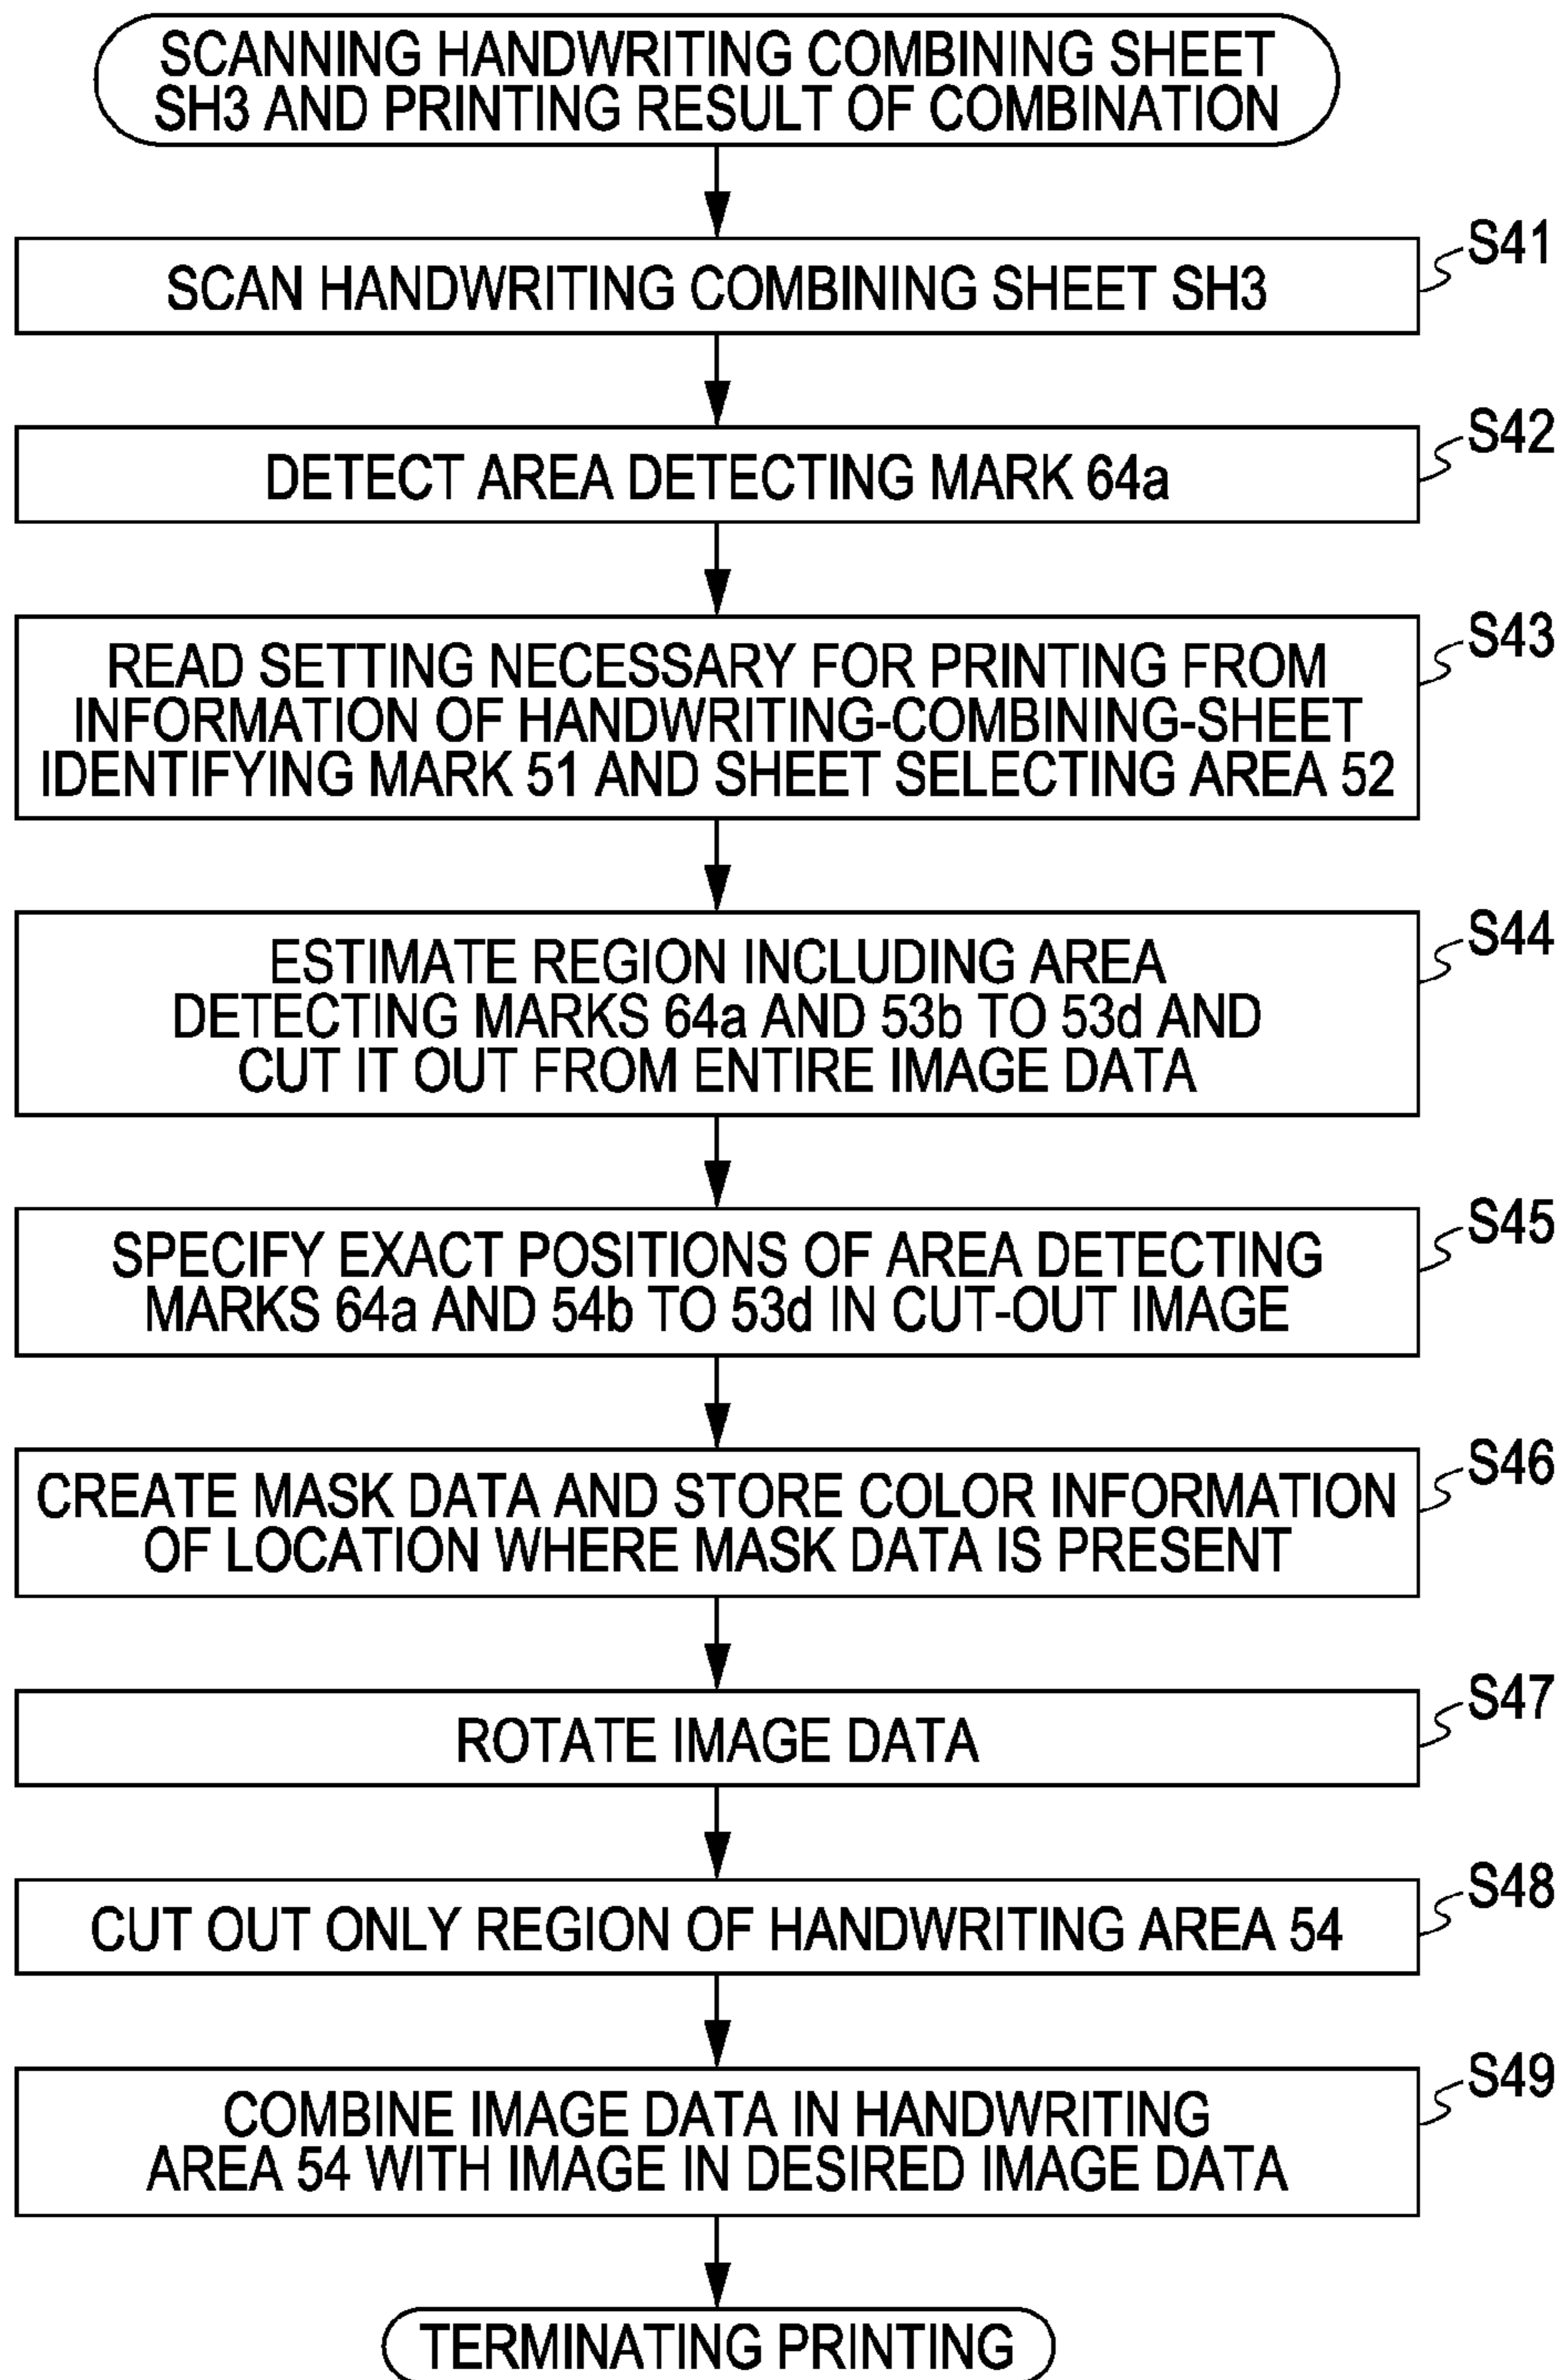 SCANNING HANDWRITING COMBINING SHEET
SH3 AND PRINTING RESULT OF COMBINATION
S41
SCAN HANDWRITING COMBINING SHEET SH3
S42
DETECT AREA DETECTING MARK 64a
S43
READ SETTING NECESSARY FOR PRINTING FROM
INFORMATION OF HANDWRITING-COMBINING-SHEET
IDENTIFYING MARK 51 AND SHEET SELECTING AREA 52
S44
ESTIMATE REGION INCLUDING AREA
DETECTING MARKS 64a AND 53b TO 53d AND
CUT IT OUT FROM ENTIRE IMAGE DATA
S45
SPECIFY EXACT POSITIONS OF AREA DETECTING
MARKS 64a AND 54b TO 53d IN CUT-OUT IMAGE
S46
CREATE MASK DATA AND STORE COLOR INFORMATION
OF LOCATION WHERE MASK DATA IS PRESENT
S47
ROTATE IMAGE DATA
S48
CUT OUT ONLY REGION OF HANDWRITING AREA 54
S49
COMBINE IMAGE DATA IN HANDWRITING
AREA 54 WITH IMAGE IN DESIRED IMAGE DATA
TERMINATING PRINTING